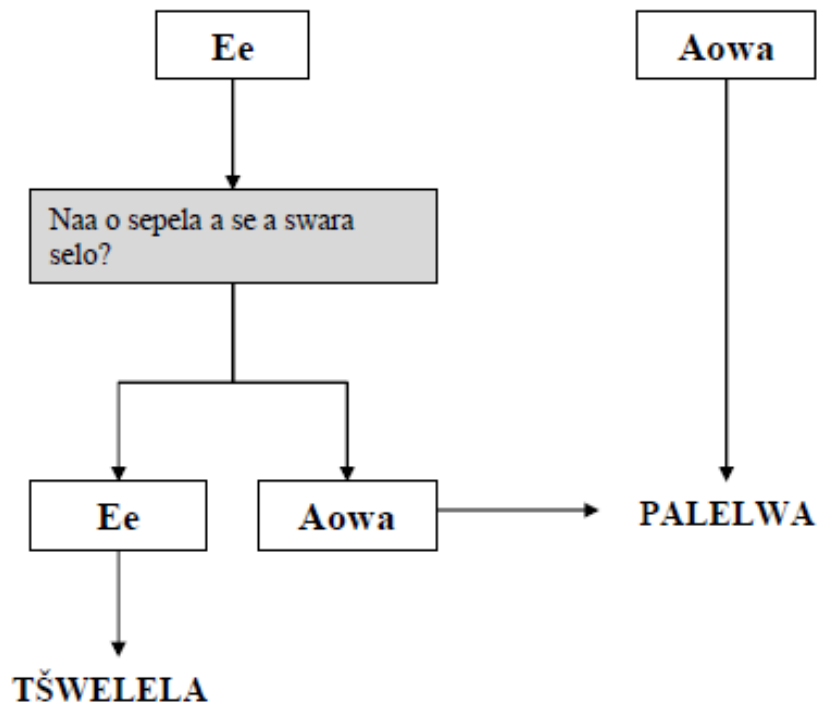 Ee
Aowa
Naa o sepela a se a swara
selo?
Ee
Aowa
PALELWA
TŠWELELA